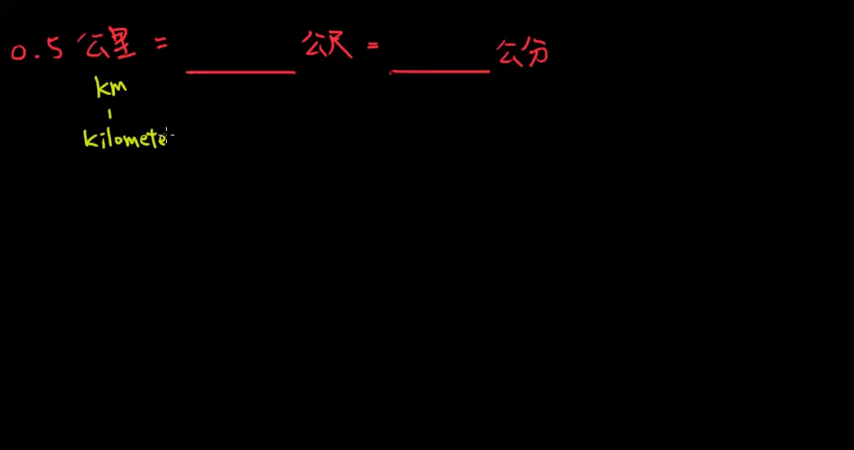 0.5 公里 = ______ 公尺 = ______ 公分
km
kilomete